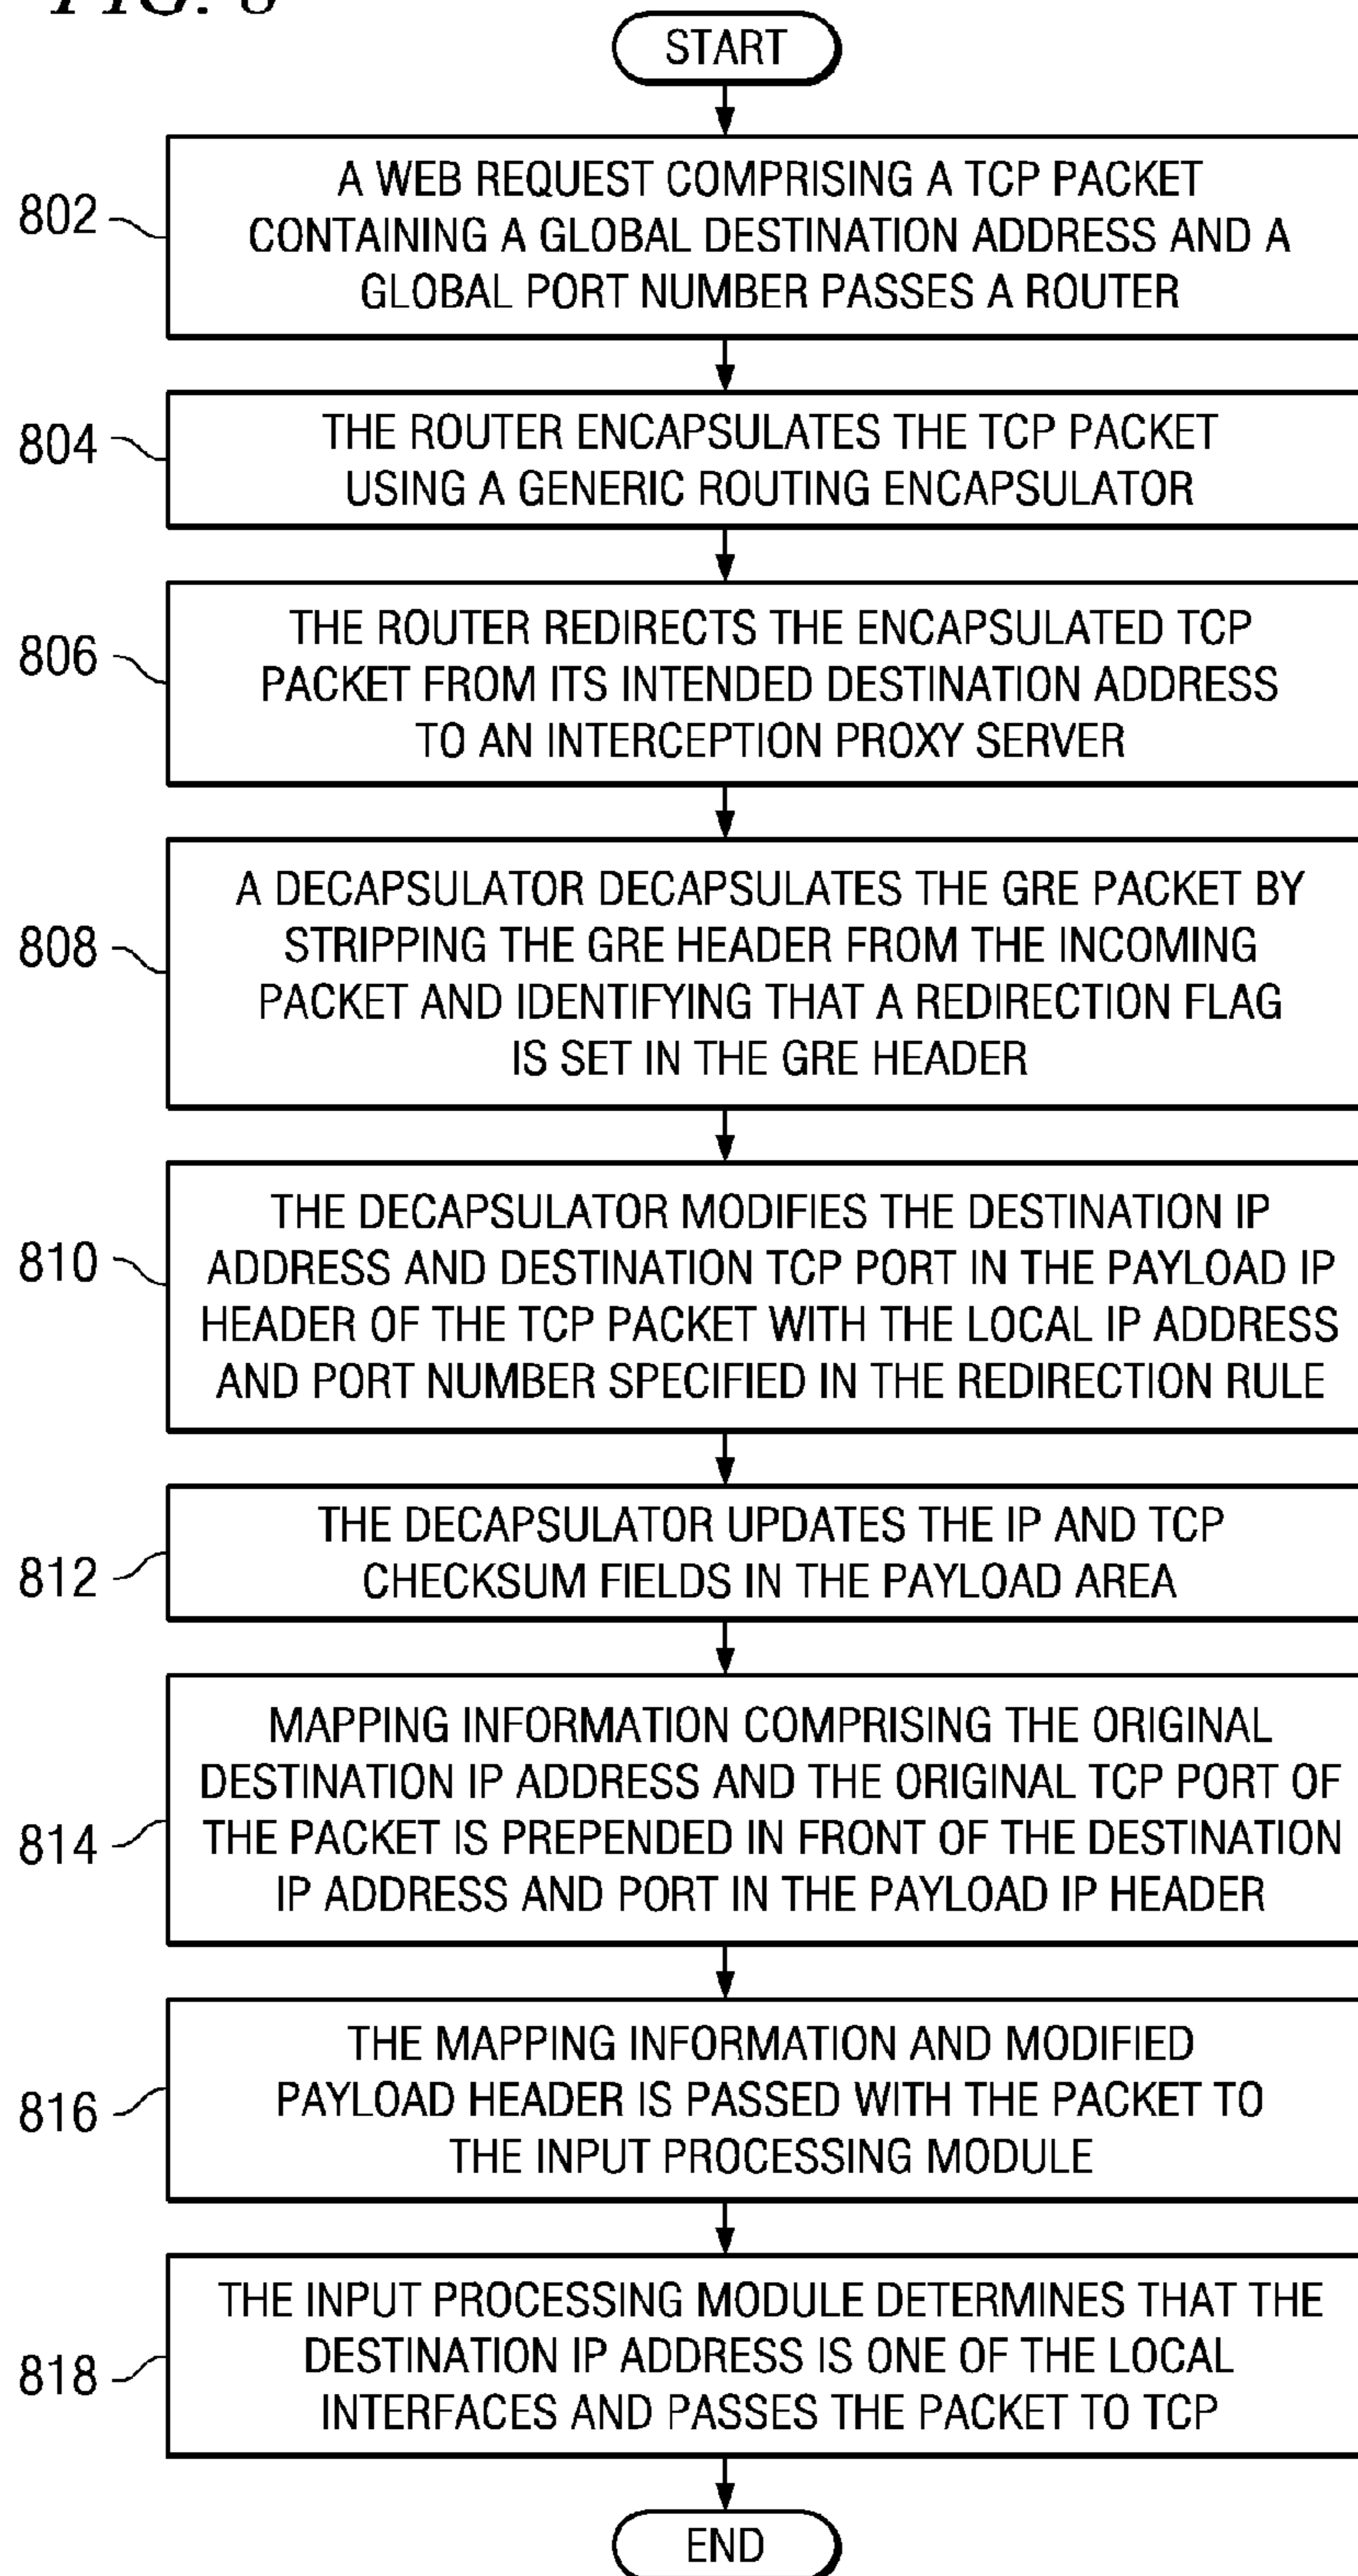 FIG. 8
START
802
A WEB REQUEST COMPRISING A TCP PACKET
CONTAINING A GLOBAL DESTINATION ADDRESS AND A
GLOBAL PORT NUMBER PASSES A ROUTER
804
THE ROUTER ENCAPSULATES THE TCP PACKET
USING A GENERIC ROUTING ENCAPSULATOR
806
THE ROUTER REDIRECTS THE ENCAPSULATED TCP
PACKET FROM ITS INTENDED DESTINATION ADDRESS
TO AN INTERCEPTION PROXY SERVER
808
A DECAPSULATOR DECAPSULATES THE GRE PACKET BY
STRIPPING THE GRE HEADER FROM THE INCOMING
PACKET AND IDENTIFYING THAT A REDIRECTION FLAG
IS SET IN THE GRE HEADER
810
THE DECAPSULATOR MODIFIES THE DESTINATION IP
ADDRESS AND DESTINATION TCP PORT IN THE PAYLOAD IP
HEADER OF THE TCP PACKET WITH THE LOCAL IP ADDRESS
AND PORT NUMBER SPECIFIED IN THE REDIRECTION RULE
812
THE DECAPSULATOR UPDATES THE IP AND TCP
CHECKSUM FIELDS IN THE PAYLOAD AREA
814
MAPPING INFORMATION COMPRISING THE ORIGINAL
DESTINATION IP ADDRESS AND THE ORIGINAL TCP PORT OF
THE PACKET IS PREPENDED IN FRONT OF THE DESTINATION
IP ADDRESS AND PORT IN THE PAYLOAD IP HEADER
816
THE MAPPING INFORMATION AND MODIFIED
PAYLOAD HEADER IS PASSED WITH THE PACKET TO
THE INPUT PROCESSING MODULE
818
THE INPUT PROCESSING MODULE DETERMINES THAT THE
DESTINATION IP ADDRESS IS ONE OF THE LOCAL
INTERFACES AND PASSES THE PACKET TO TCP
END